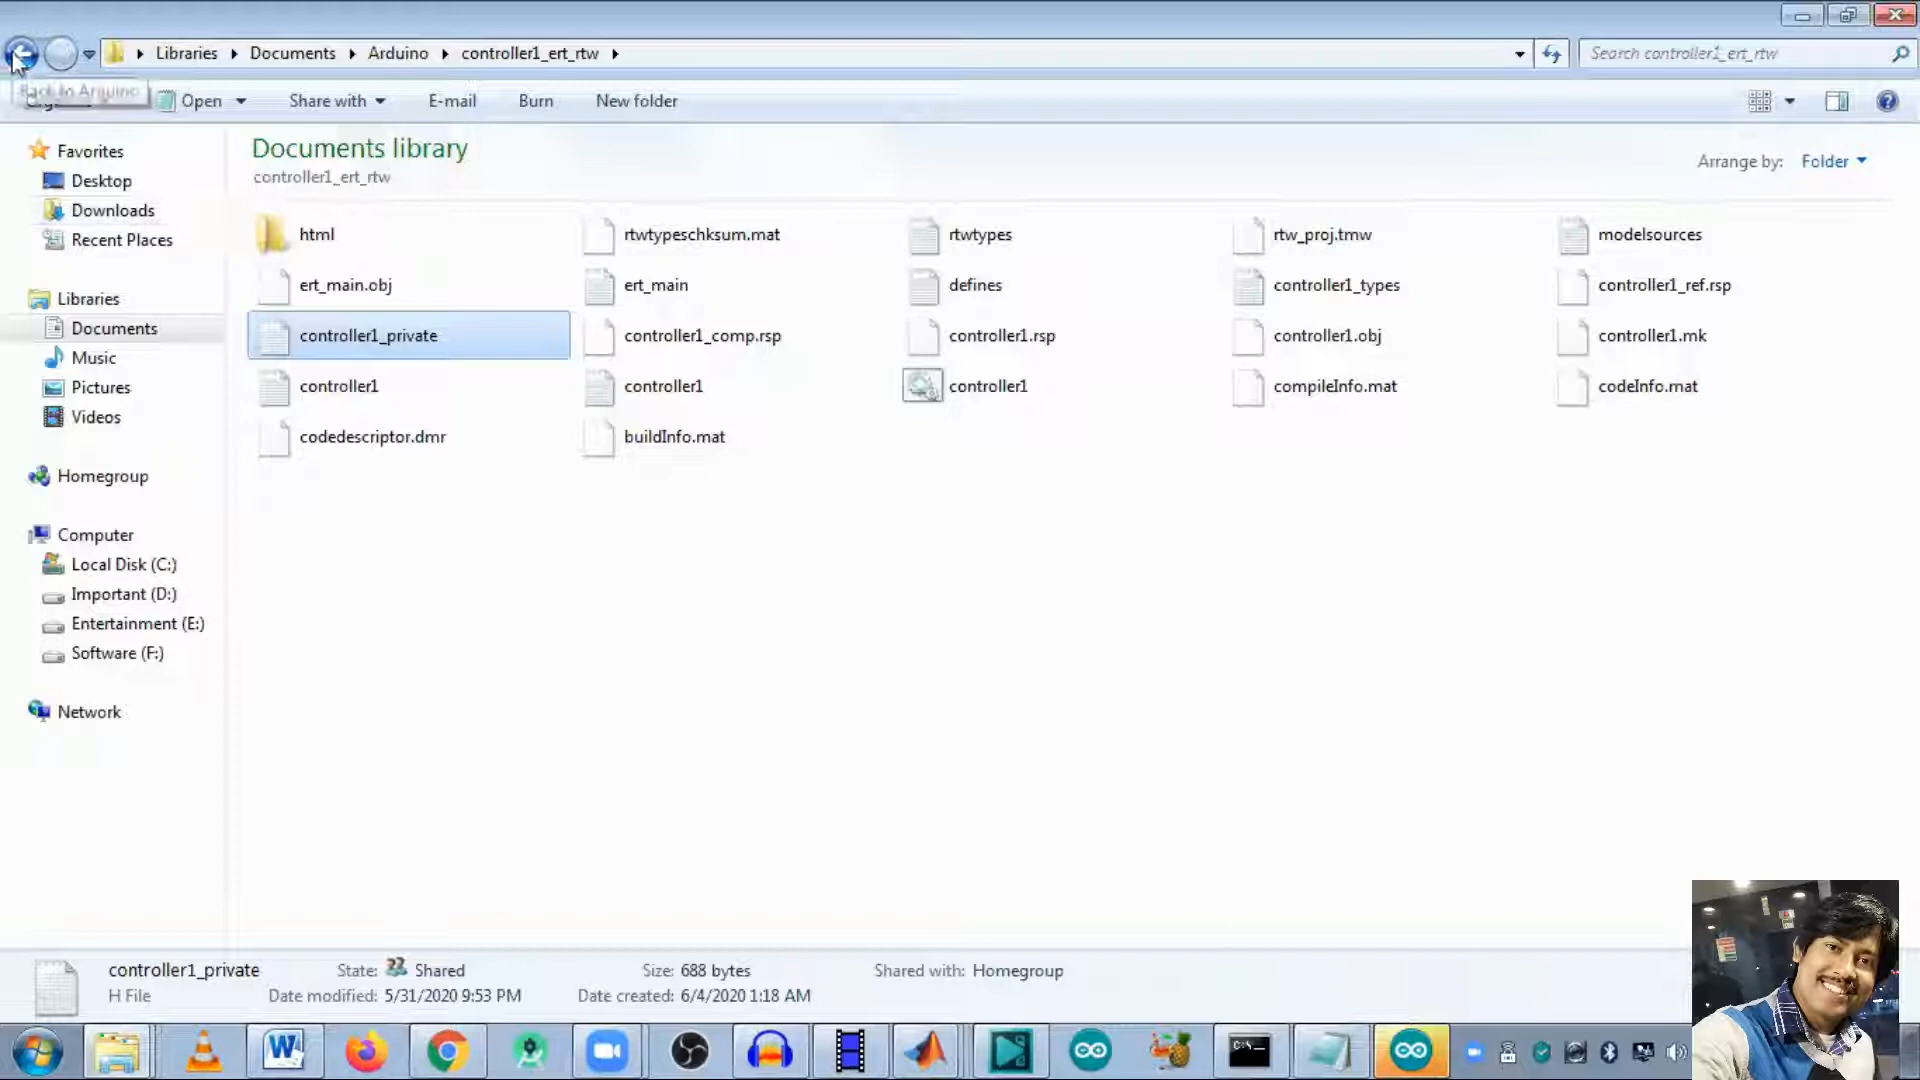 Libraries Documents Arduino controller1_ert_rtw
Search controller1_ert_rtw
Back to Arduino
Open Share with E-mail Burn New folder
Favorites
Desktop
Downloads
Recent Places
Libraries
Documents
Music
Pictures
Videos
Homegroup
Computer
Local Disk (C:)
Important (D:)
Entertainment (E:)
Software (F:)
Network
Documents library
controller1_ert_rtw
Arrange by: Folder
html rtwtypeschksum.mat rtwtypes rtw_proj.tmw modelsources
ert_main.obj ert_main defines controller1_types controller1_ref.rsp
controller1_private controller1_comp.rsp controller1.rsp controller1.obj controller1.mk
controller1 controller1 controller1 compileInfo.mat codeInfo.mat
codedescriptor.dmr buildInfo.mat
controller1_private State: Shared Size: 688 bytes Shared with: Homegroup
H File Date modified: 5/31/2020 9:53 PM Date created: 6/4/2020 1:18 AM